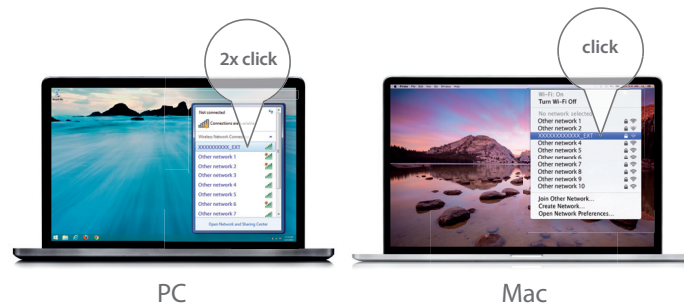 2x click
Not connected
Connections are available
Wireless Network Connection
XXXXXXXXXX_EXT
Other network 1
Other network 2
Other network 3
Other network 4
Other network 5
Other network 6
Other network 7
Open Network and Sharing Center
PC
click
Wi-Fi: On
Turn Wi-Fi Off
No network selected
Other network 1
Other network 2
XXXXXXXXXXXX_EXT
Other network 4
Other network 5
Other network 6
Other network 7
Other network 8
Other network 9
Other network 10
Join Other Network...
Create Network...
Open Network Preferences...
Mac